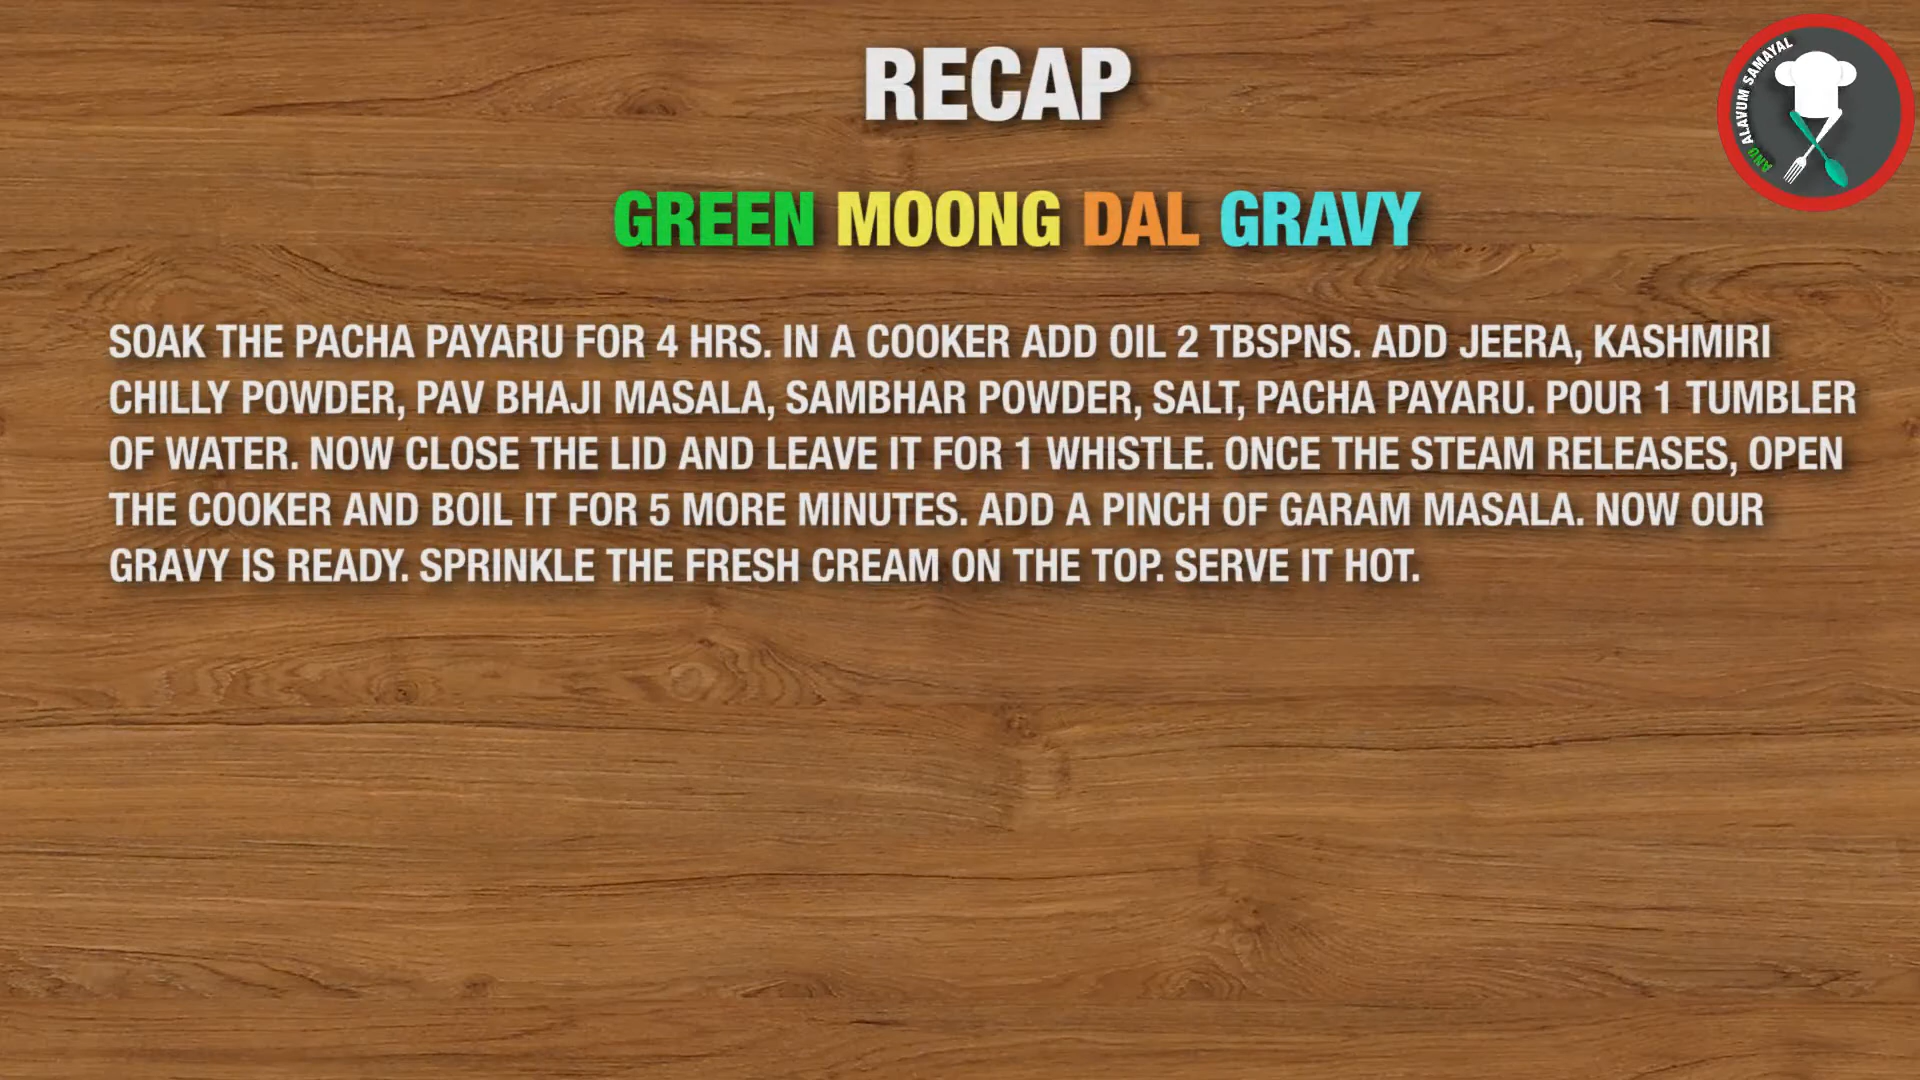 RECAP
ANU ALAVUM SAMAYAL
GREEN MOONG DAL GRAVY
SOAK THE PACHA PAYARU FOR 4 HRS. IN A COOKER ADD OIL 2 TBSPNS. ADD JEERA, KASHMIRI
CHILLY POWDER, PAV BHAJI MASALA, SAMBHAR POWDER, SALT, PACHA PAYARU. POUR 1 TUMBLER
OF WATER. NOW CLOSE THE LID AND LEAVE IT FOR 1 WHISTLE. ONCE THE STEAM RELEASES, OPEN
THE COOKER AND BOIL IT FOR 5 MORE MINUTES. ADD A PINCH OF GARAM MASALA. NOW OUR
GRAVY IS READY. SPRINKLE THE FRESH CREAM ON THE TOP. SERVE IT HOT.